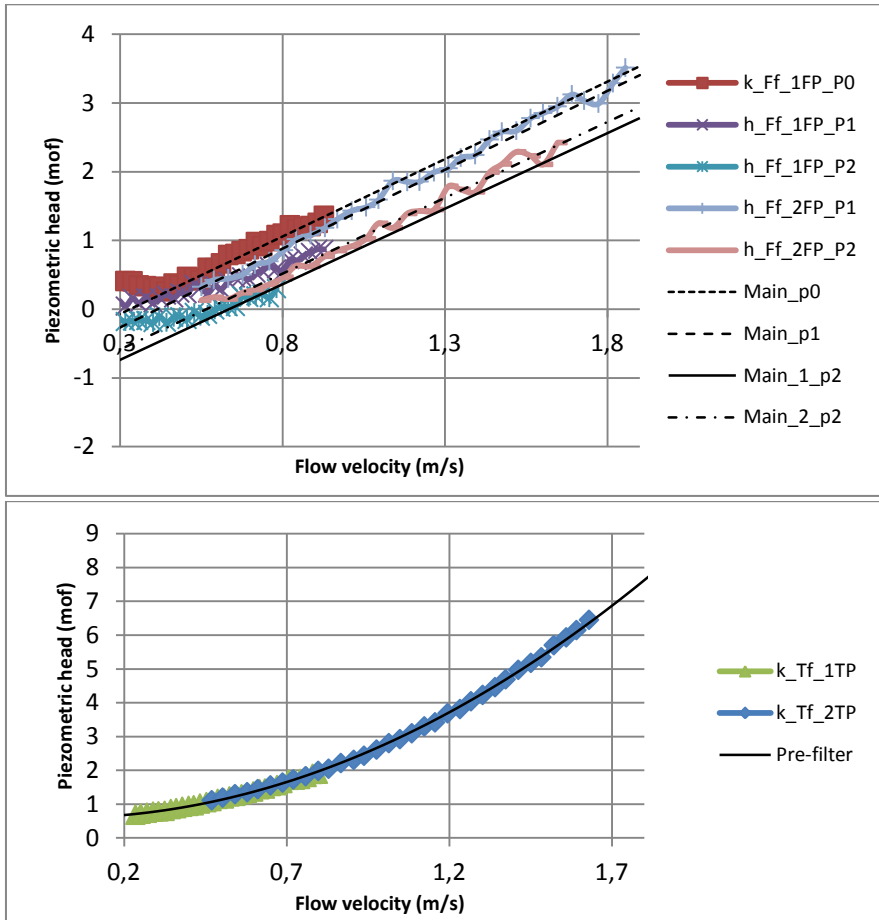 Piezometric head (mof)
4
3
2
1
0
-1
-2
0,3
0,8
1,3
1,8
Flow velocity (m/s)
k_Ff_1FP_P0
h_Ff_1FP_P1
h_Ff_1FP_P2
h_Ff_2FP_P1
h_Ff_2FP_P2
Main_p0
Main_p1
Main_1_p2
Main_2_p2
Piezometric head (mof)
9
8
7
6
5
4
3
2
1
0
0,2
0,7
1,2
1,7
Flow velocity (m/s)
k_Tf_1TP
k_Tf_2TP
Pre-filter